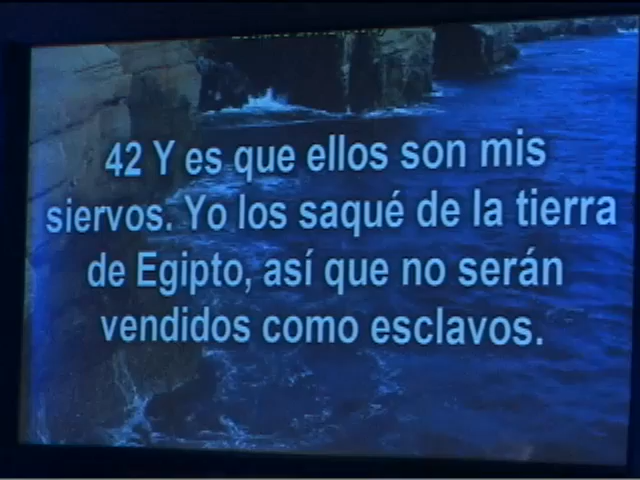 42 Y es que ellos son mis
siervos. Yo los saqué de la tierra
de Egipto, así que no serán
vendidos como esclavos.